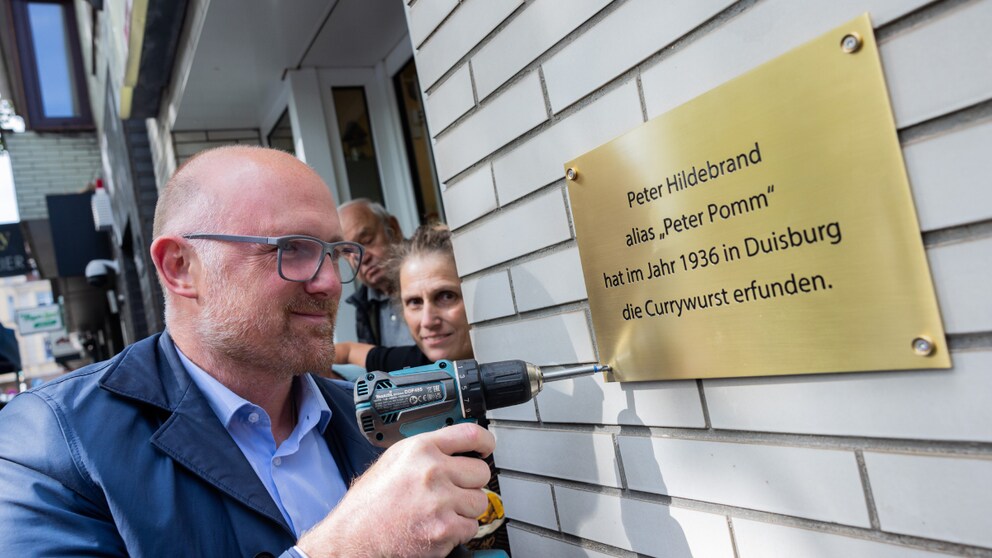 Peter Hildebrand
alias „Peter Pomm“
hat im Jahr 1936 in Duisburg
die Currywurst erfunden.